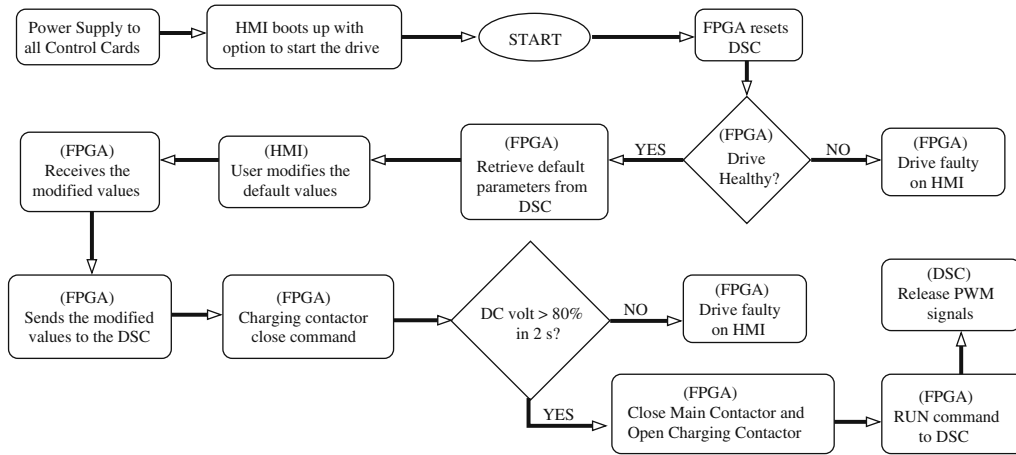 Power Supply to
all Control Cards
HMI boots up with
option to start the drive
START
FPGA resets
DSC
(FPGA)
Drive
Healthy?
NO
(FPGA)
Drive faulty
on HMI
YES
(FPGA)
Retrieve default
parameters from
DSC
(HMI)
User modifies the
default values
(FPGA)
Receives the
modified values
(FPGA)
Sends the modified
values to the DSC
(FPGA)
Charging contactor
close command
DC volt > 80%
in 2 s?
NO
(FPGA)
Drive faulty
on HMI
YES
(FPGA)
Close Main Contactor and
Open Charging Contactor
(FPGA)
RUN command
to DSC
(DSC)
Release PWM
signals